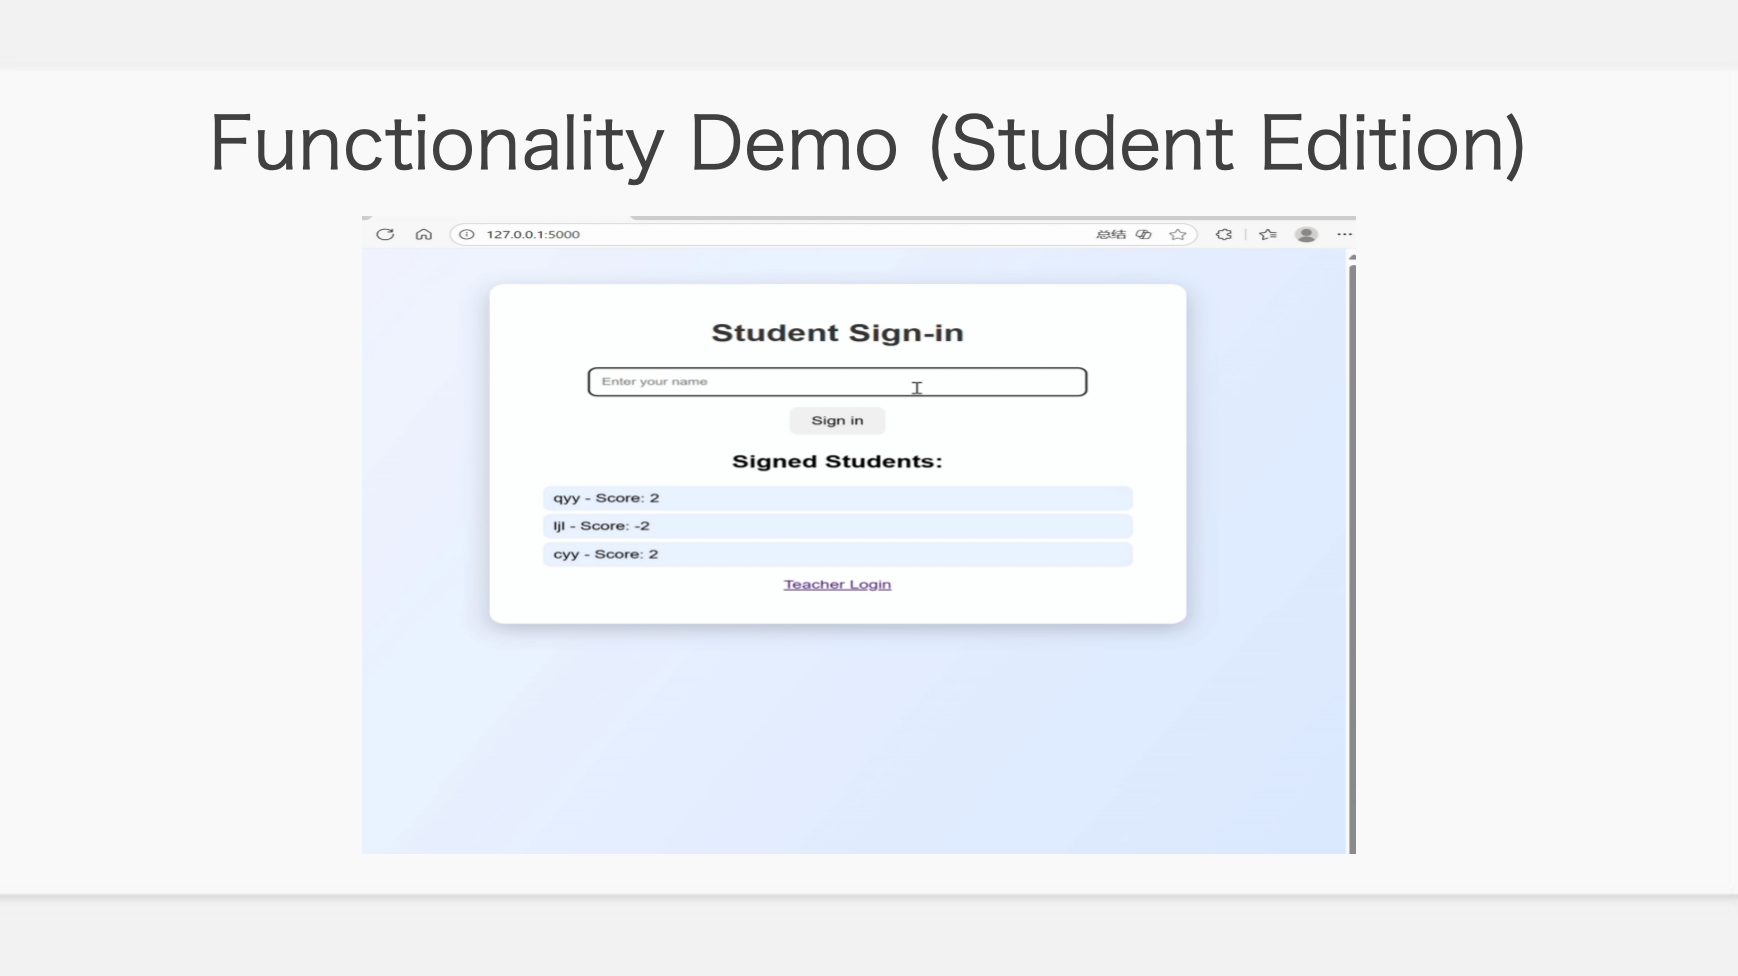 Functionality Demo (Student Edition)
127.0.0.1:5000 总结
Student Sign-in
Enter your name
Sign in
Signed Students:
qyy - Score: 2
ljl - Score: -2
cyy - Score: 2
Teacher Login